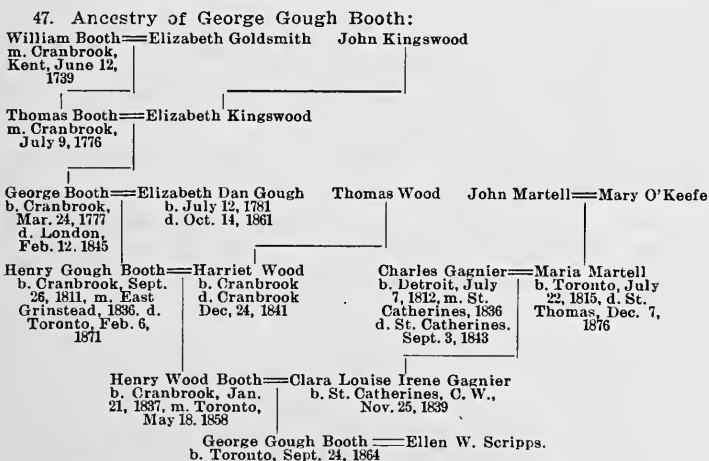 47. Ancestry of George Gough Booth:
William Booth══Elizabeth Goldsmith John Kingswood
m. Cranbrook,
Kent, June 12,
1739
Thomas Booth══Elizabeth Kingswood
m. Cranbrook,
July 9, 1776
George Booth══Elizabeth Dan Gough Thomas Wood John Martell══Mary O'Keefe
b. Cranbrook, b. July 12, 1781
Mar. 24, 1777 d. Oct. 14, 1861
d. London,
Feb. 12. 1845
Henry Gough Booth══Harriet Wood Charles Gagnier══Maria Martell
b. Cranbrook, Sept. b. Cranbrook b. Detroit, July b. Toronto, July
26, 1811, m. East d. Cranbrook 7, 1812, m. St. 22, 1815, d. St.
Grinstead, 1836. d. Dec, 24, 1841 Catherines, 1836 Thomas, Dec. 7,
Toronto, Feb. 6, d. St. Catherines. 1876
1871 Sept. 3, 1843
Henry Wood Booth══Clara Louise Irene Gagnier
b. Cranbrook, Jan. b. St. Catherines, C. W.,
21, 1837, m. Toronto, Nov. 25, 1839
May 18. 1858
George Gough Booth══Ellen W. Scripps.
b. Toronto, Sept. 24, 1864